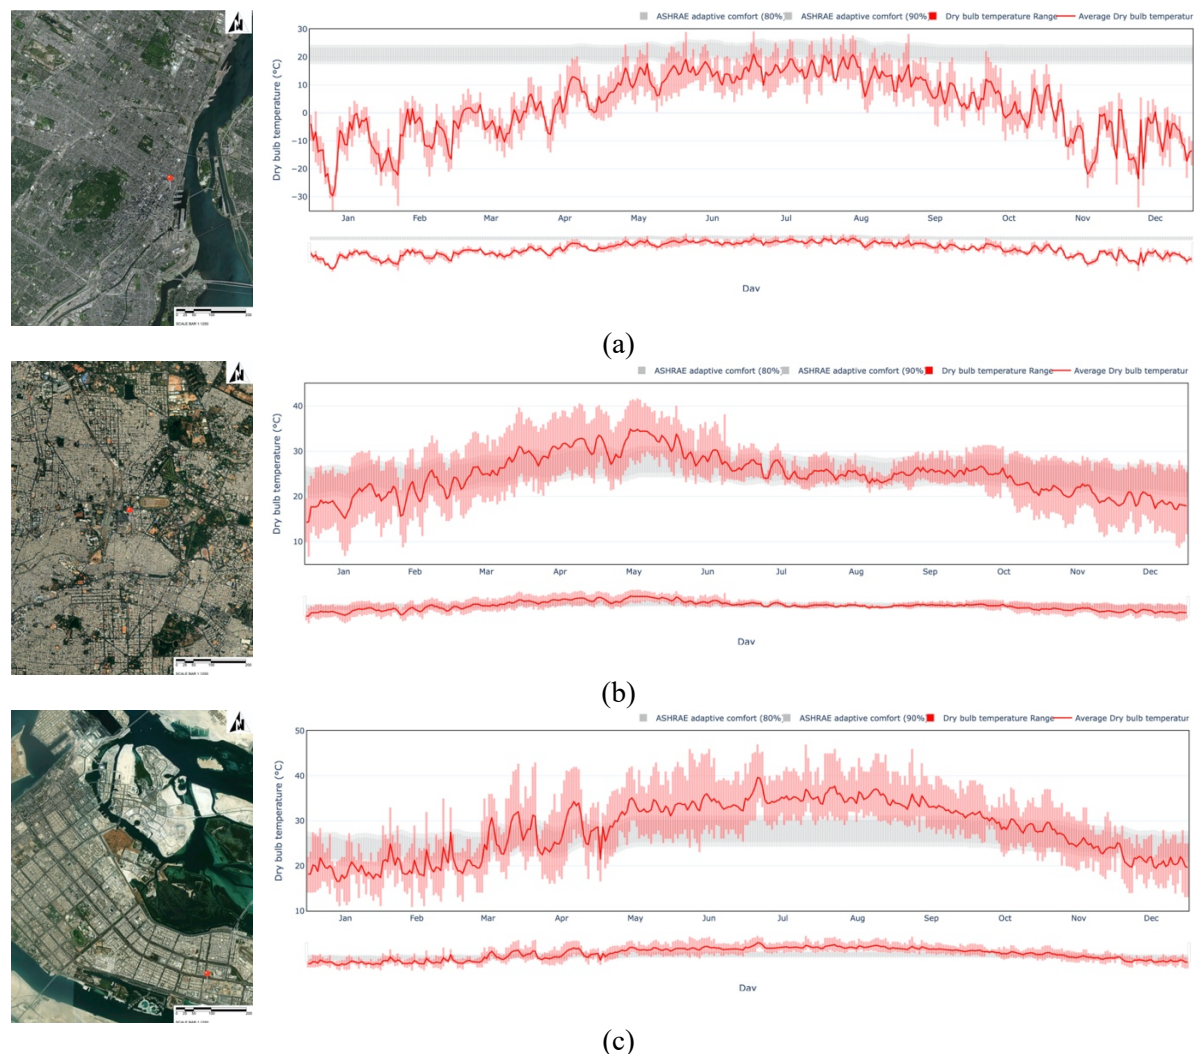 ASHRAE adaptive comfort (80%) ASHRAE adaptive comfort (90%) Dry bulb temperature Range Average Dry bulb temperatur
Dry bulb temperature (°C)
30
20
10
0
−10
−20
−30
Jan Feb Mar Apr May Jun Jul Aug Sep Oct Nov Dec
Day
(a)
ASHRAE adaptive comfort (80%) ASHRAE adaptive comfort (90%) Dry bulb temperature Range Average Dry bulb temperatur
Dry bulb temperature (°C)
40
30
20
10
Jan Feb Mar Apr May Jun Jul Aug Sep Oct Nov Dec
Day
(b)
ASHRAE adaptive comfort (80%) ASHRAE adaptive comfort (90%) Dry bulb temperature Range Average Dry bulb temperatur
Dry bulb temperature (°C)
50
40
30
20
10
Jan Feb Mar Apr May Jun Jul Aug Sep Oct Nov Dec
Day
(c)